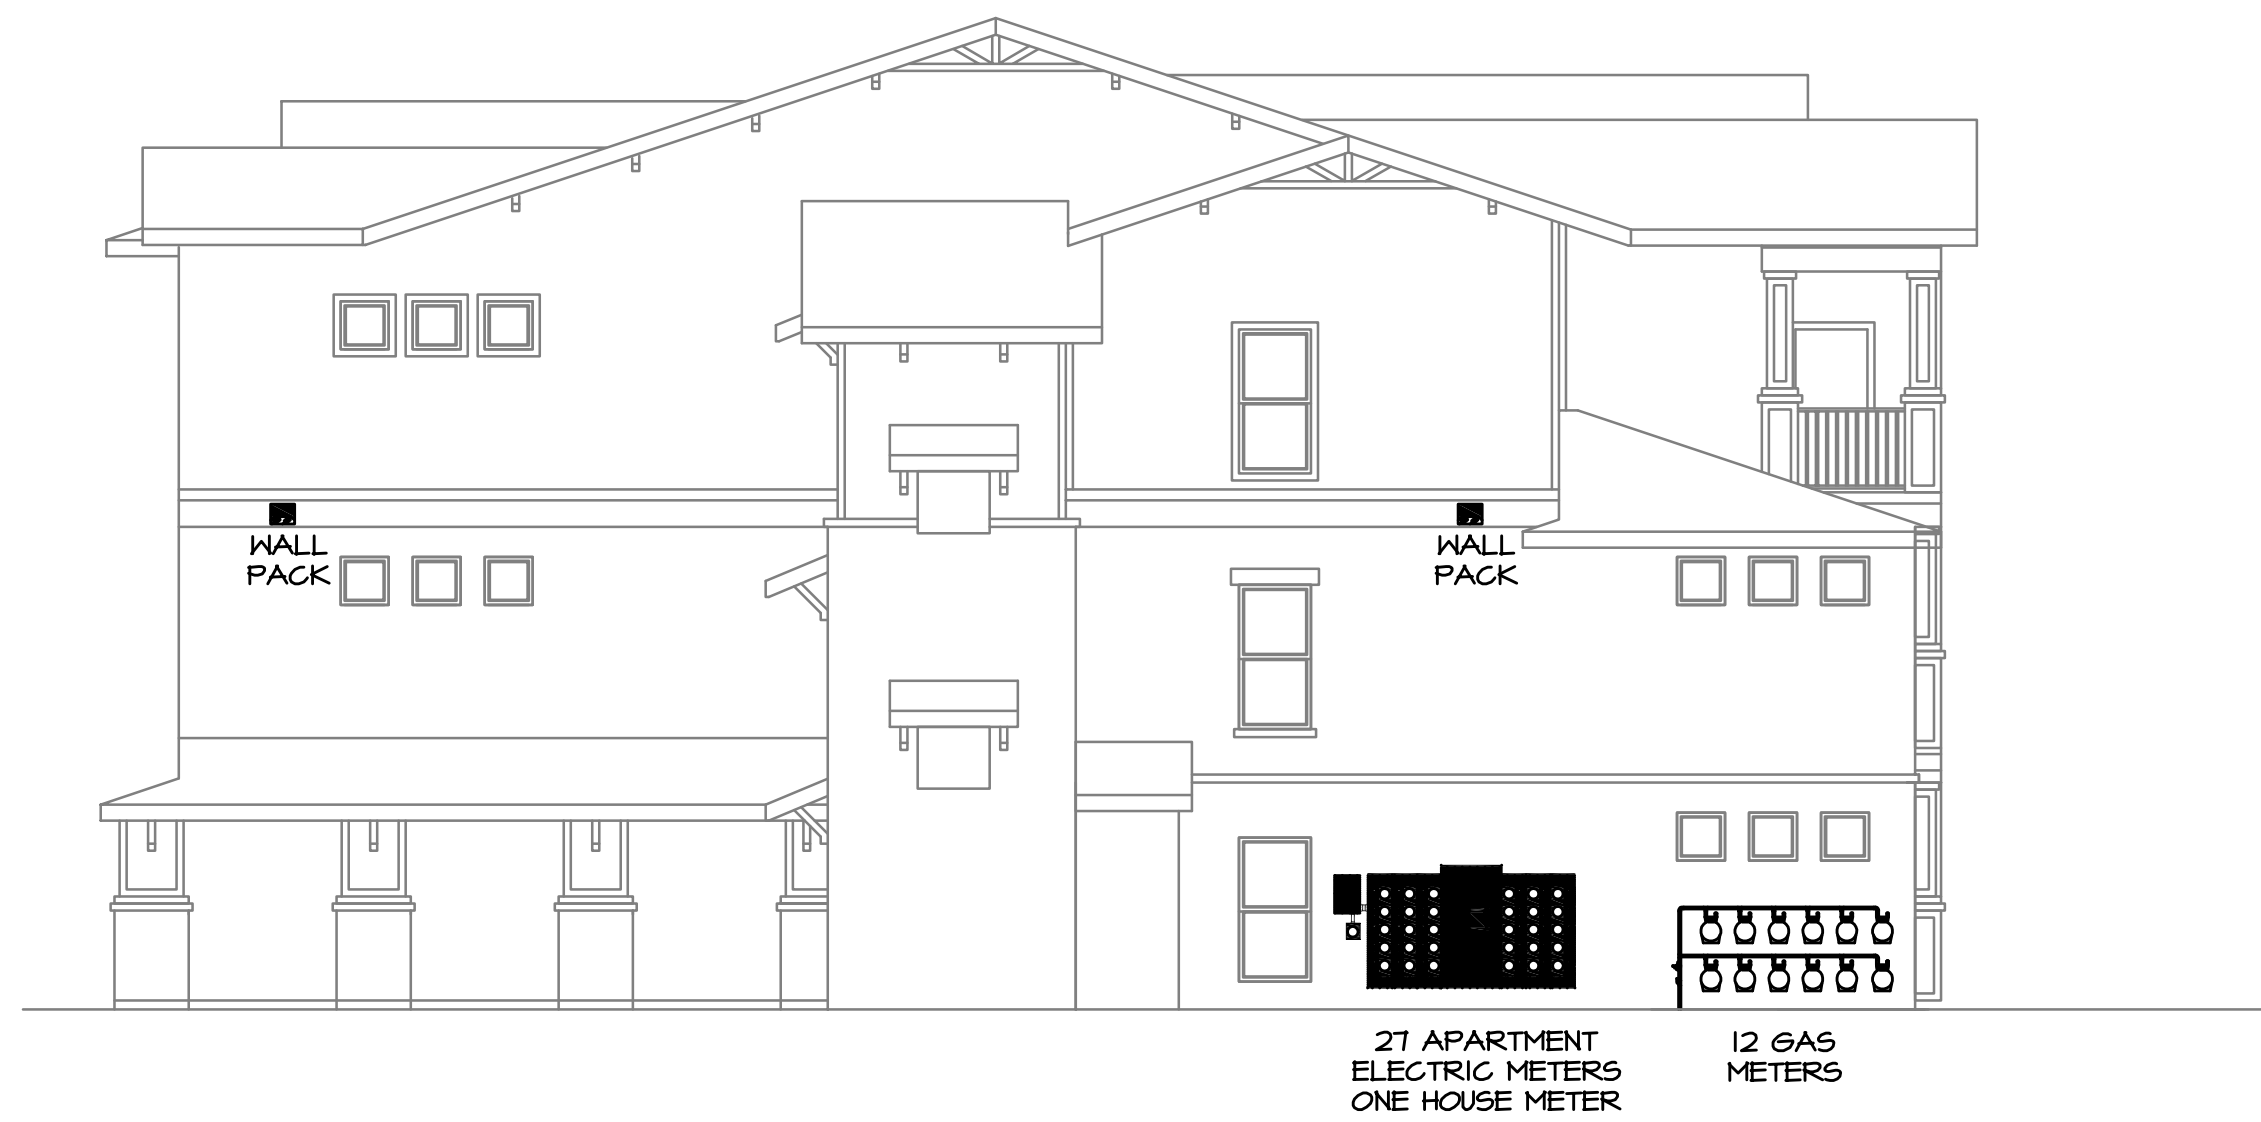 WALL
PACK
WALL
PACK
27 APARTMENT
ELECTRIC METERS
ONE HOUSE METER
12 GAS
METERS